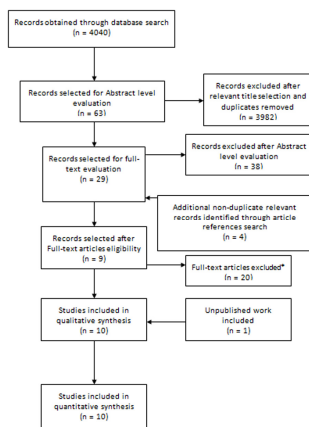 Records obtained through database search
(n = 4040)
Records selected for Abstract level
evaluation
(n = 63)
Records excluded after
relevant title selection and
duplicates removed
(n = 3982)
Records selected for full-
text evaluation
(n = 29)
Records excluded after Abstract
level evaluation
(n = 38)
Additional non-duplicate relevant
records identified through article
references search
(n = 4)
Records selected after
Full-text articles eligibility
(n = 9)
Full-text articles excluded*
(n = 20)
Studies included in
qualitative synthesis
(n = 10)
Unpublished work
included
(n = 1)
Studies included in
quantitative synthesis
(n = 10)